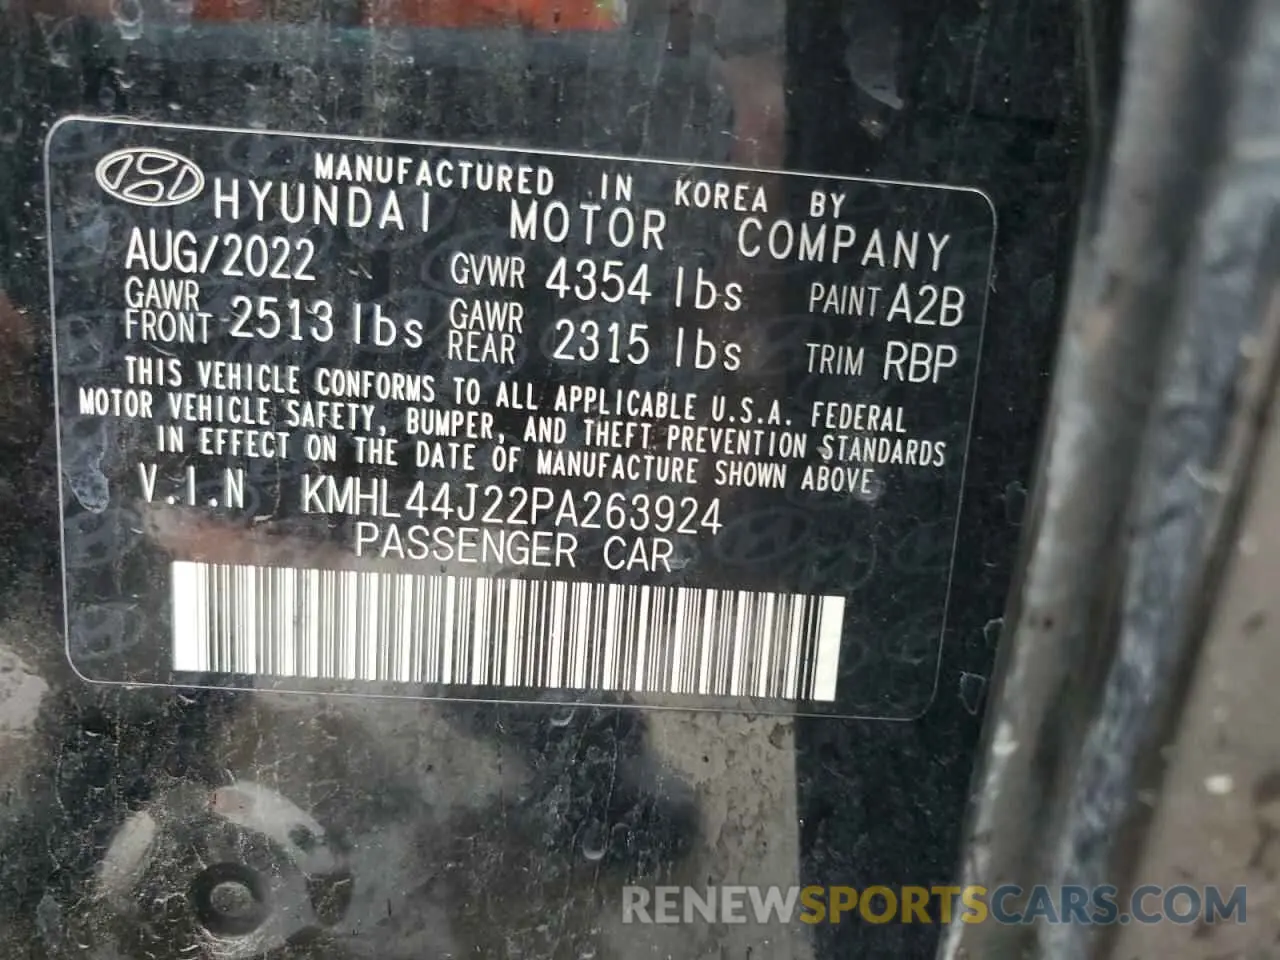 MANUFACTURED IN KOREA BY
HYUNDAI MOTOR COMPANY
AUG/2022 GVWR 4354 lbs PAINT A2B
GAWR FRONT 2513 lbs GAWR REAR 2315 lbs TRIM RBP
THIS VEHICLE CONFORMS TO ALL APPLICABLE U.S.A. FEDERAL
MOTOR VEHICLE SAFETY, BUMPER, AND THEFT PREVENTION STANDARDS
IN EFFECT ON THE DATE OF MANUFACTURE SHOWN ABOVE
V.I.N KMHL44J22PA263924
PASSENGER CAR
RENEWSPORTSCARS.COM